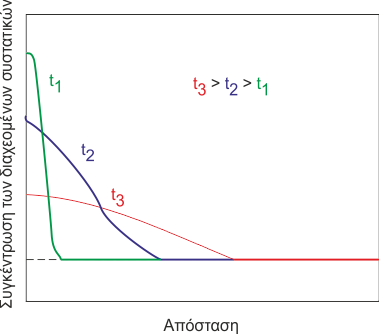 Συγκέντρωση των διαχεομένων συστατικών
t1
t3 > t2 > t1
t2
t3
Απόσταση